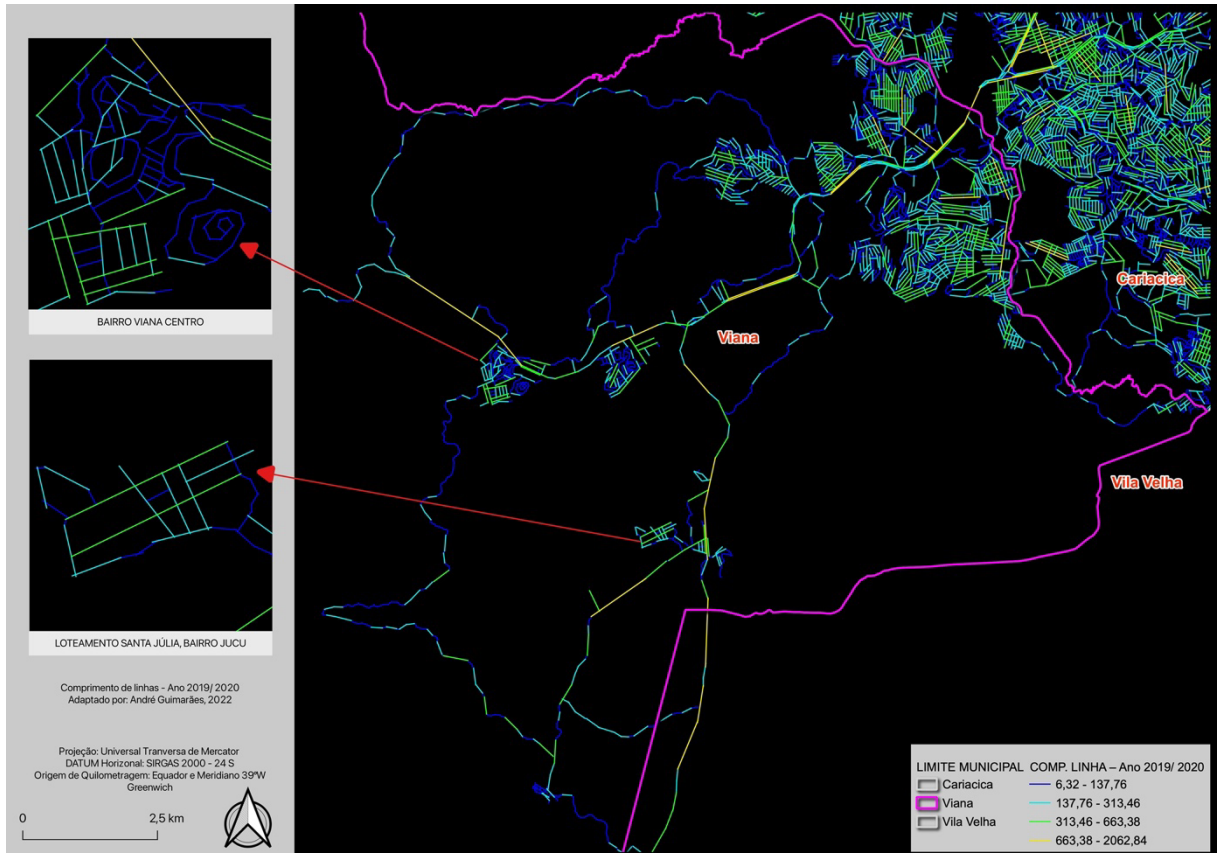 BAIRRO VIANA CENTRO
LOTEAMENTO SANTA JÚLIA, BAIRRO JUCU
Comprimento de linhas - Ano 2019/ 2020
Adaptado por: André Guimarães, 2022
Projeção: Universal Tranversa de Mercator
DATUM Horizonal: SIRGAS 2000 - 24 S
Origem de Quilometragem: Equador e Meridiano 39ºW
Greenwich
0 2,5 km
Cariacica
Viana
Vila Velha
LIMITE MUNICIPAL
Cariacica
Viana
Vila Velha
COMP. LINHA – Ano 2019/ 2020
6,32 - 137,76
137,76 - 313,46
313,46 - 663,38
663,38 - 2062,84